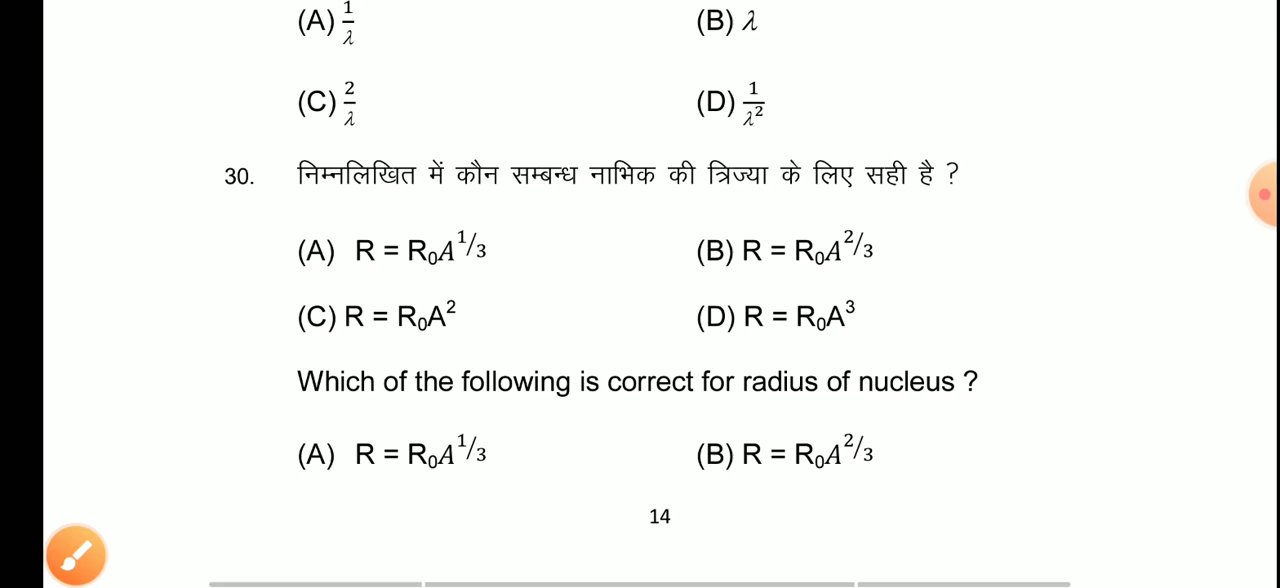 (A) 1/λ (B) λ
(C) 2/λ (D) 1/λ²
30. निम्नलिखित में कौन सम्बन्ध नाभिक की त्रिज्या के लिए सही है ?
(A) R = R₀A^1/3 (B) R = R₀A^2/3
(C) R = R₀A² (D) R = R₀A³
Which of the following is correct for radius of nucleus ?
(A) R = R₀A^1/3 (B) R = R₀A^2/3
14